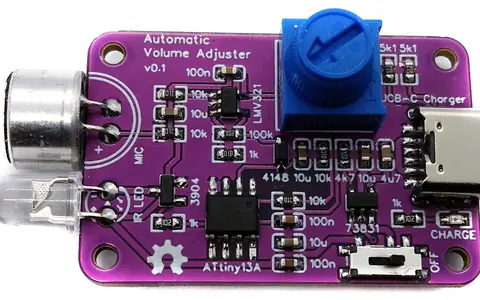 Automatic
Volume Adjuster
v0.1
100n
5k1 5k1
10k
10u
10k
LMV321
USB-C Charger
100k
1k
MIC
+
IR LED
3904
4148 10u 10k 4k7 10u 4u7
1k
10k
100n
10u
100n
73831
1k
CHARGE
OFF
ATtiny13A